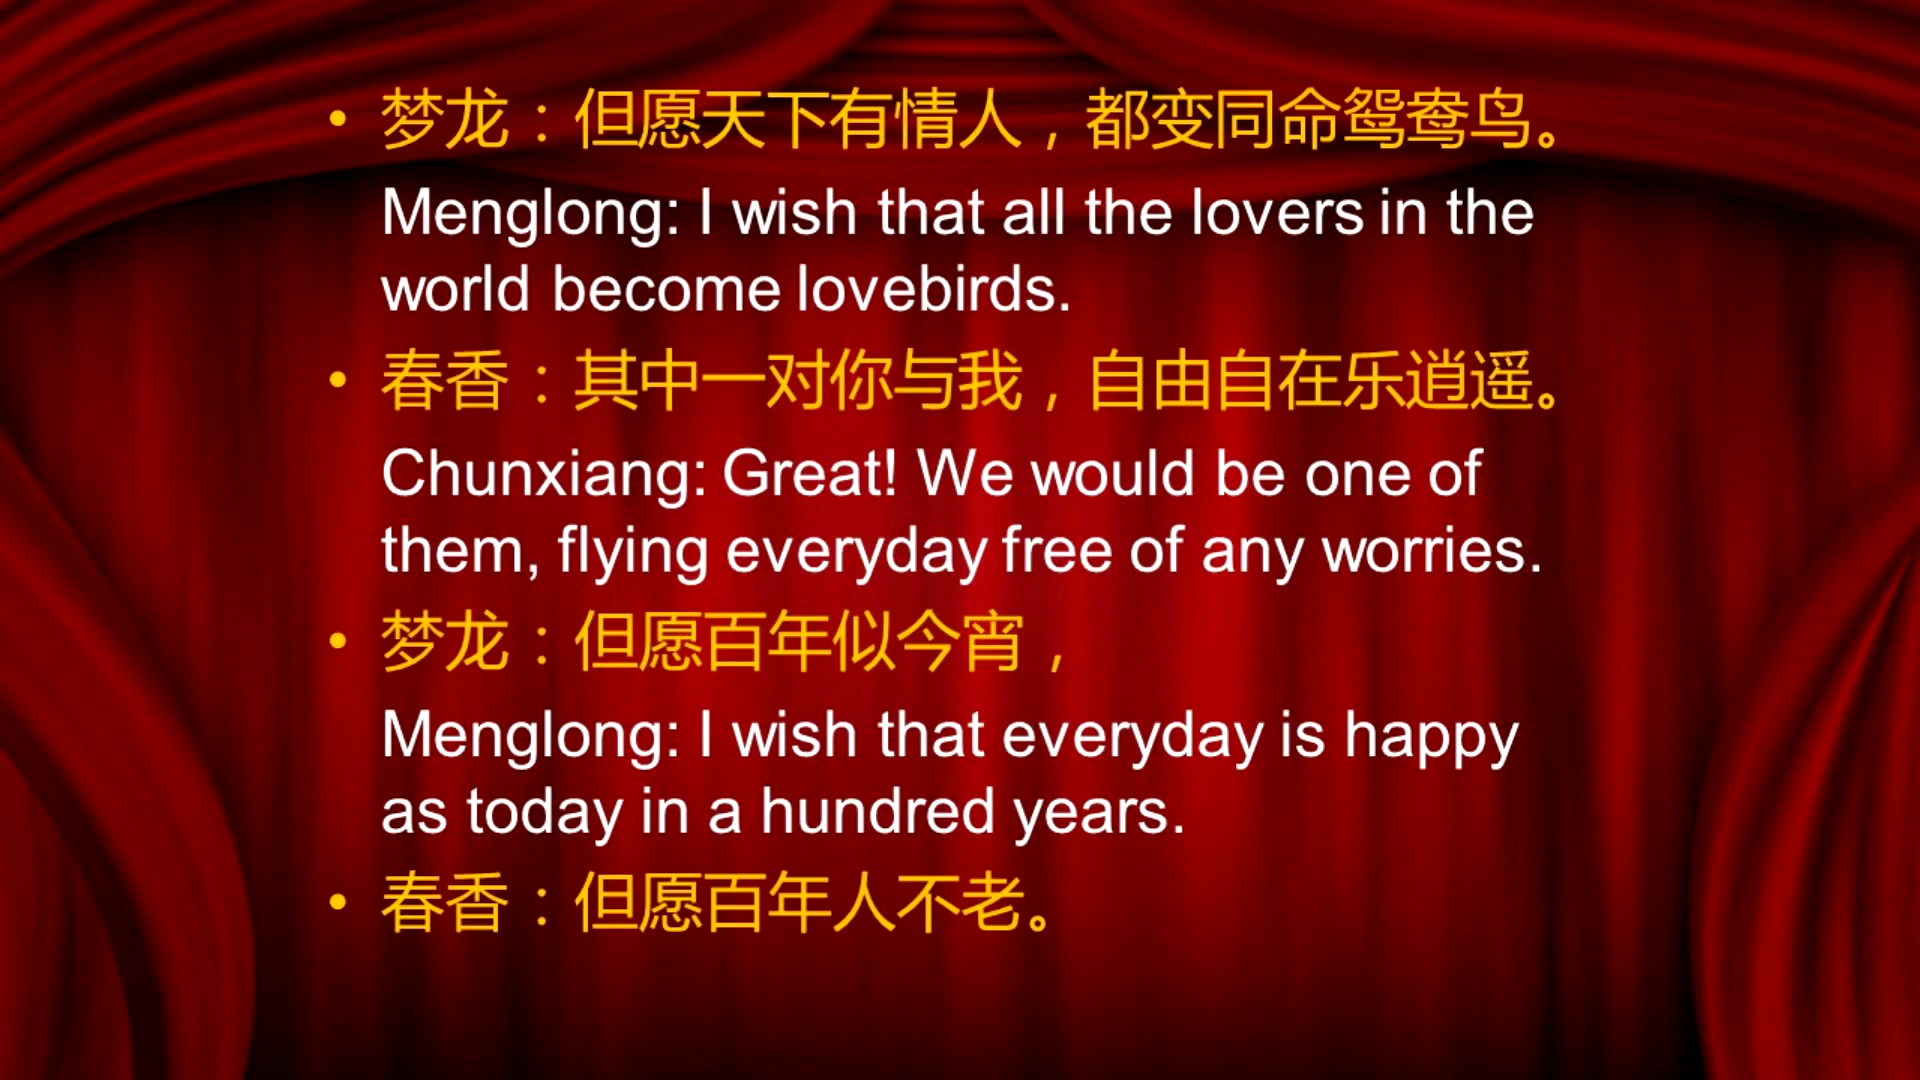 • 梦龙：但愿天下有情人，都变同命鸳鸯鸟。
Menglong: I wish that all the lovers in the
world become lovebirds.
• 春香：其中一对你与我，自由自在乐逍遥。
Chunxiang: Great! We would be one of
them, flying everyday free of any worries.
• 梦龙：但愿百年似今宵，
Menglong: I wish that everyday is happy
as today in a hundred years.
• 春香：但愿百年人不老。